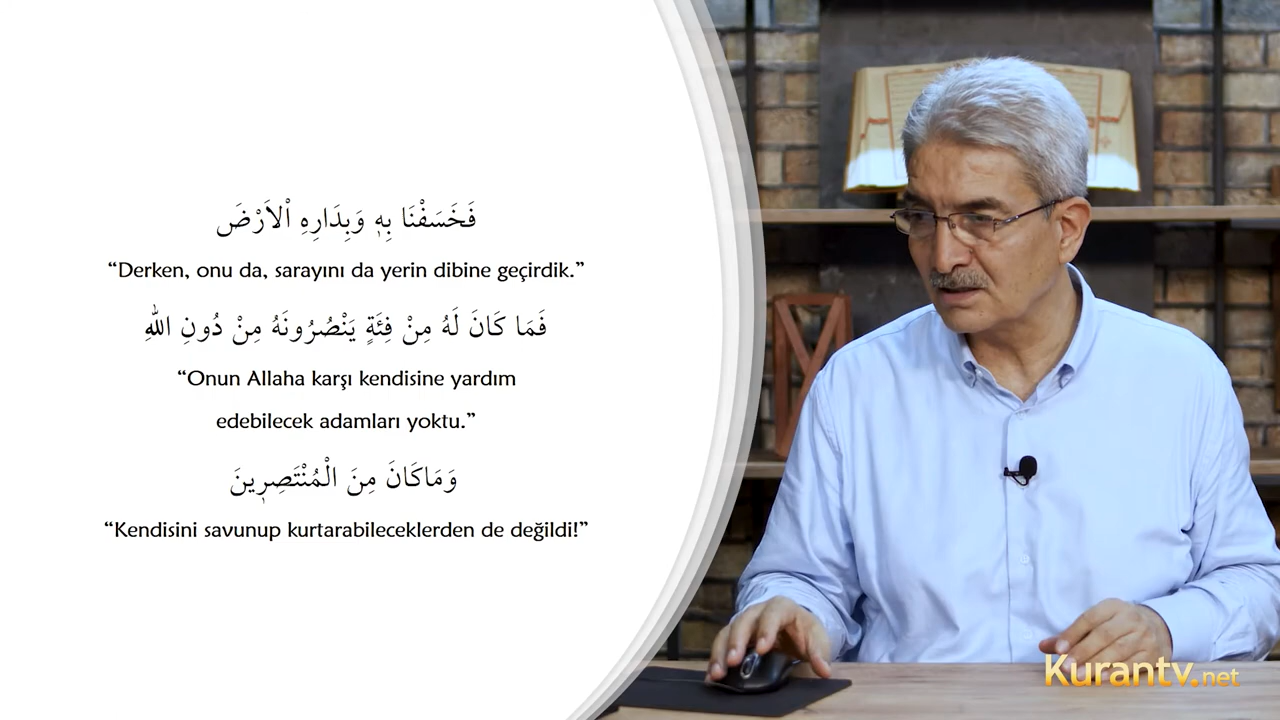 فَخَسَفْنَا بِه۪ وَبِدَارِهِ الْاَرْضَ
“Derken, onu da, sarayını da yerin dibine geçirdik.”
فَمَا كَانَ لَهُ مِنْ فِئَةٍ يَنْصُرُونَهُ مِنْ دُونِ اللّٰهِ
“Onun Allaha karşı kendisine yardım
edebilecek adamları yoktu.”
وَمَاكَانَ مِنَ الْمُنْتَصِر۪ينَ
“Kendisini savunup kurtarabileceklerden de değildi!”
Kurantv.net